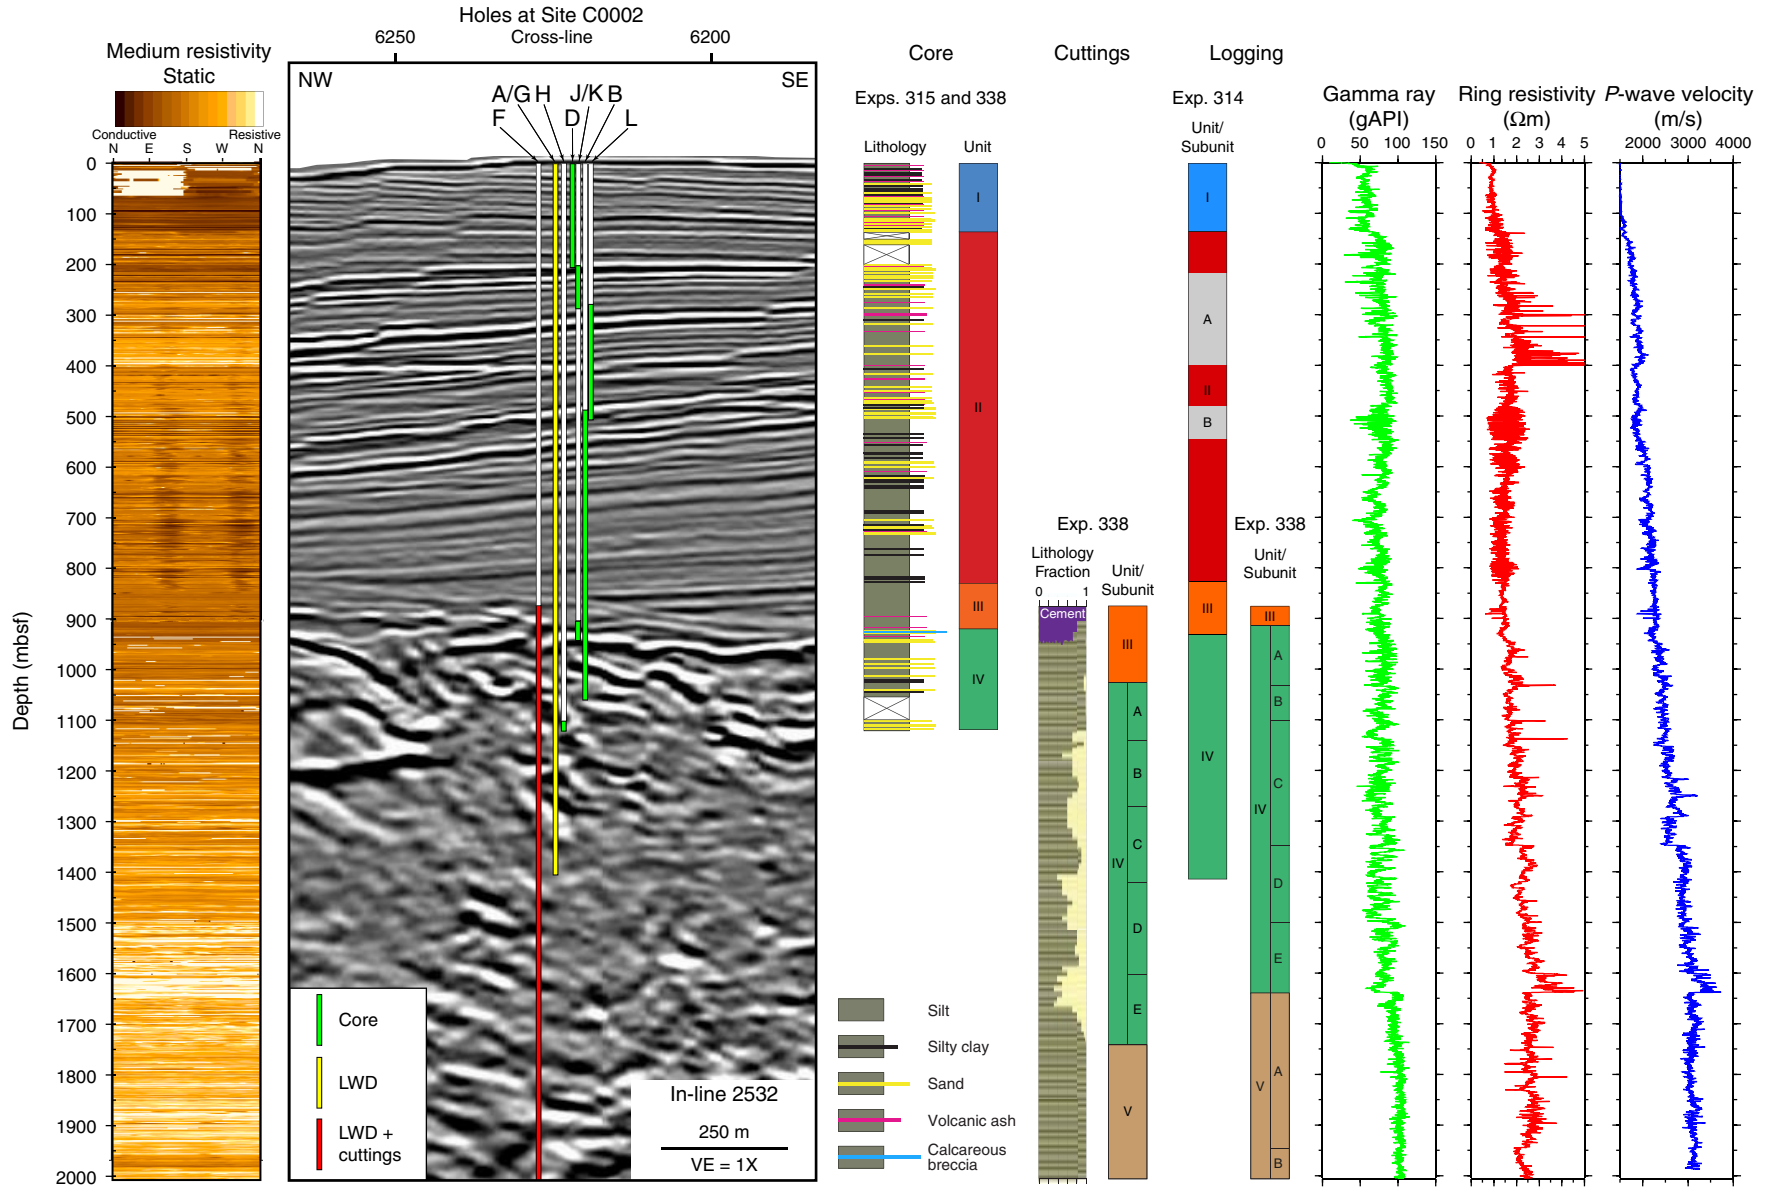 Holes at Site C0002
Cross-line
6250
6200
Medium resistivity
Static
Conductive
Resistive
N E S W N
NW
SE
A/G H J/K B
F D L
Core
Cuttings
Logging
Exps. 315 and 338
Exp. 314
Lithology
Unit
Unit/
Subunit
Gamma ray
(gAPI)
0 50 100 150
Ring resistivity
(Ωm)
0 1 2 3 4 5
P-wave velocity
(m/s)
2000 3000 4000
Depth (mbsf)
0
100
200
300
400
500
600
700
800
900
1000
1100
1200
1300
1400
1500
1600
1700
1800
1900
2000
I
II
III
IV
Exp. 338
Lithology
Fraction
0 1
Cement
Unit/
Subunit
III
IV
A
B
C
D
E
V
I
A
II
B
III
IV
Exp. 338
Unit/
Subunit
III
IV
A
B
C
D
E
V
A
B
Core
LWD
LWD +
cuttings
In-line 2532
250 m
VE = 1X
Silt
Silty clay
Sand
Volcanic ash
Calcareous
breccia